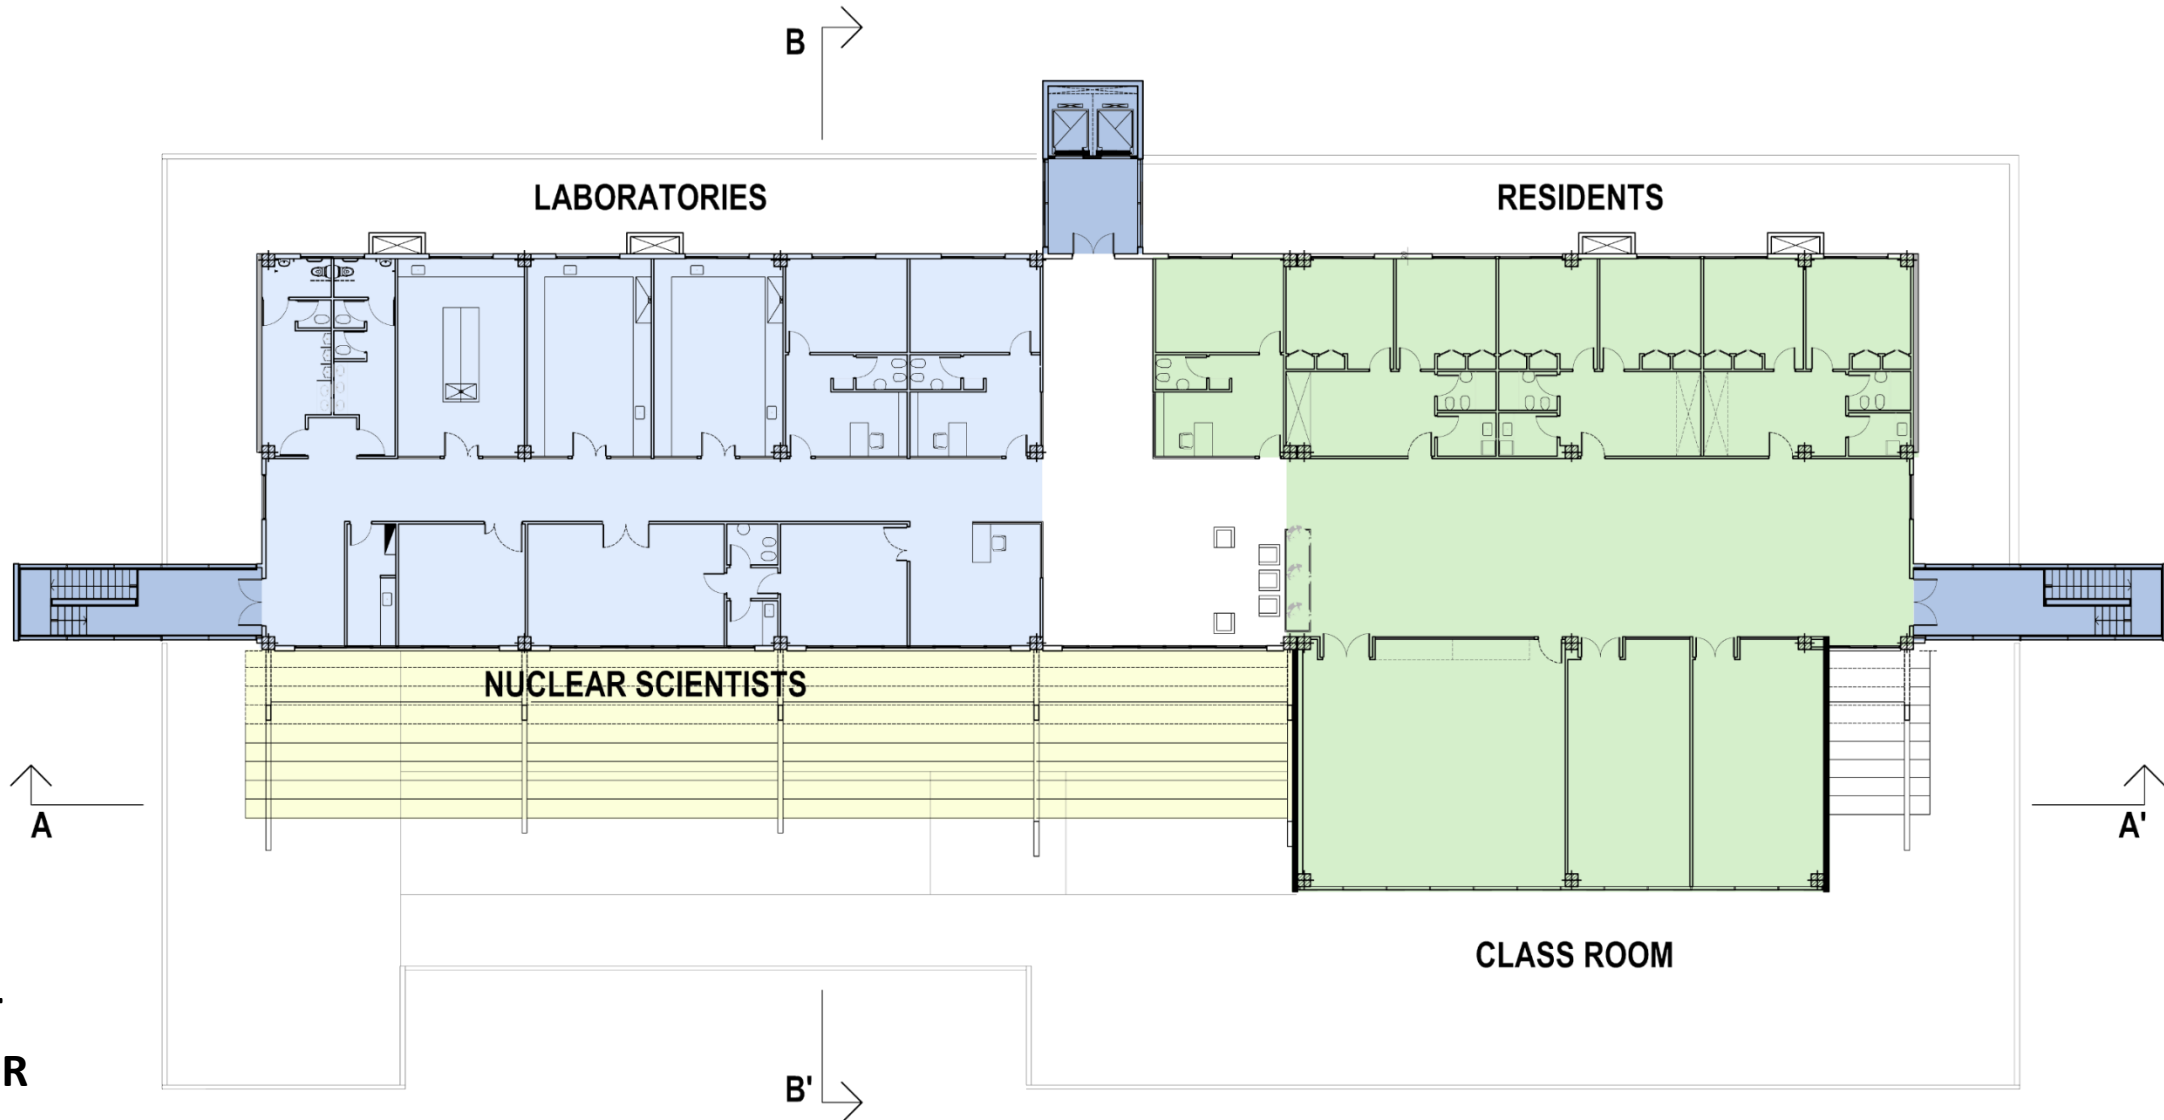 B
LABORATORIES
RESIDENTS
NUCLEAR SCIENTISTS
A
A'
CLASS ROOM
R
B'